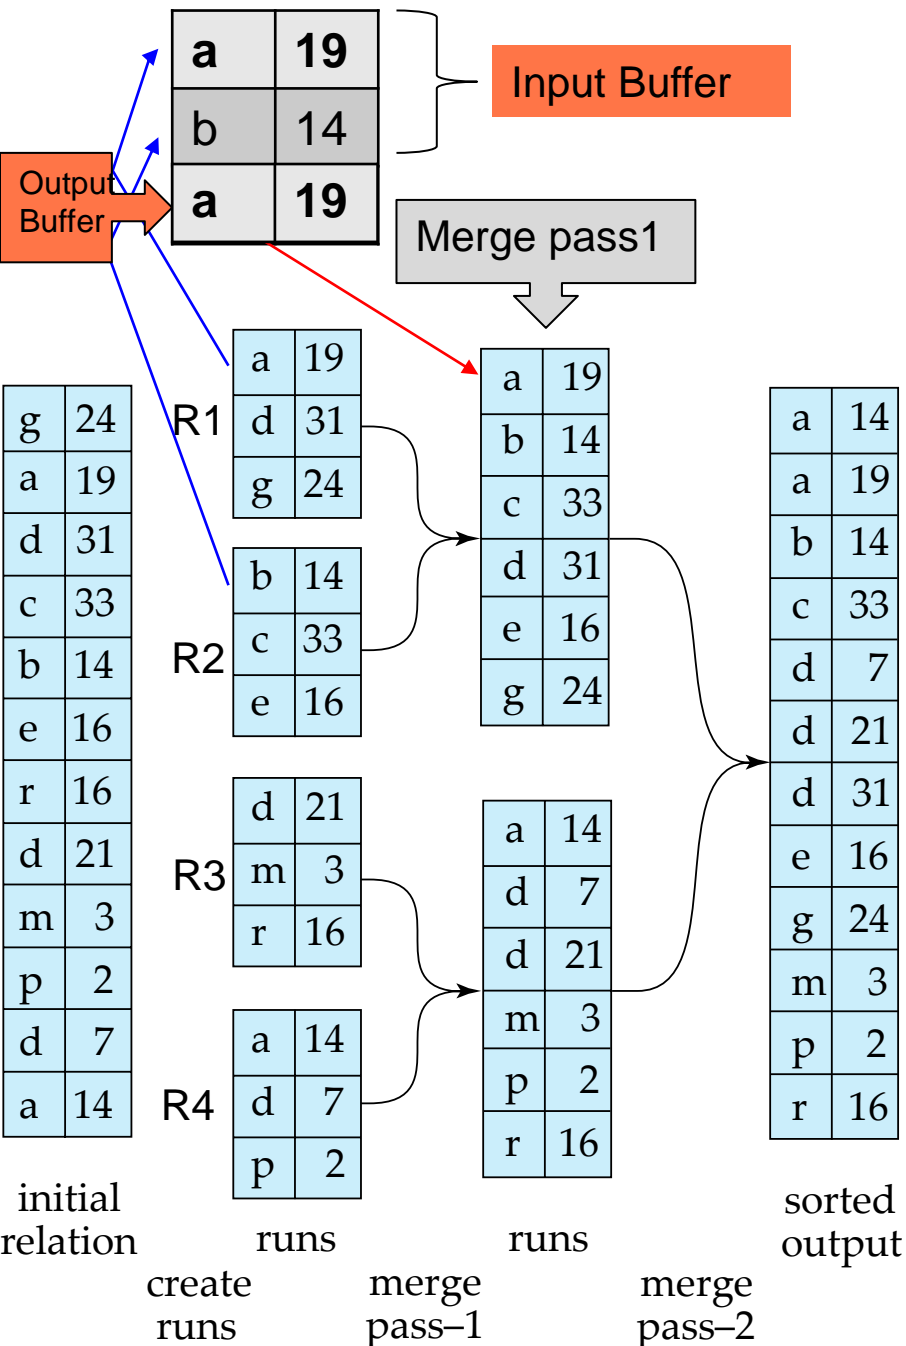 a 19
b 14
a 19
Input Buffer
Output
Buffer
Merge pass1
g 24
a 19
d 31
c 33
b 14
e 16
r 16
d 21
m 3
p 2
d 7
a 14
initial
relation
R1
a 19
d 31
g 24
R2
b 14
c 33
e 16
R3
d 21
m 3
r 16
R4
a 14
d 7
p 2
runs
create
runs
a 19
b 14
c 33
d 31
e 16
g 24
a 14
d 7
d 21
m 3
p 2
r 16
runs
merge
pass–1
a 14
a 19
b 14
c 33
d 7
d 21
d 31
e 16
g 24
m 3
p 2
r 16
sorted
output
merge
pass–2